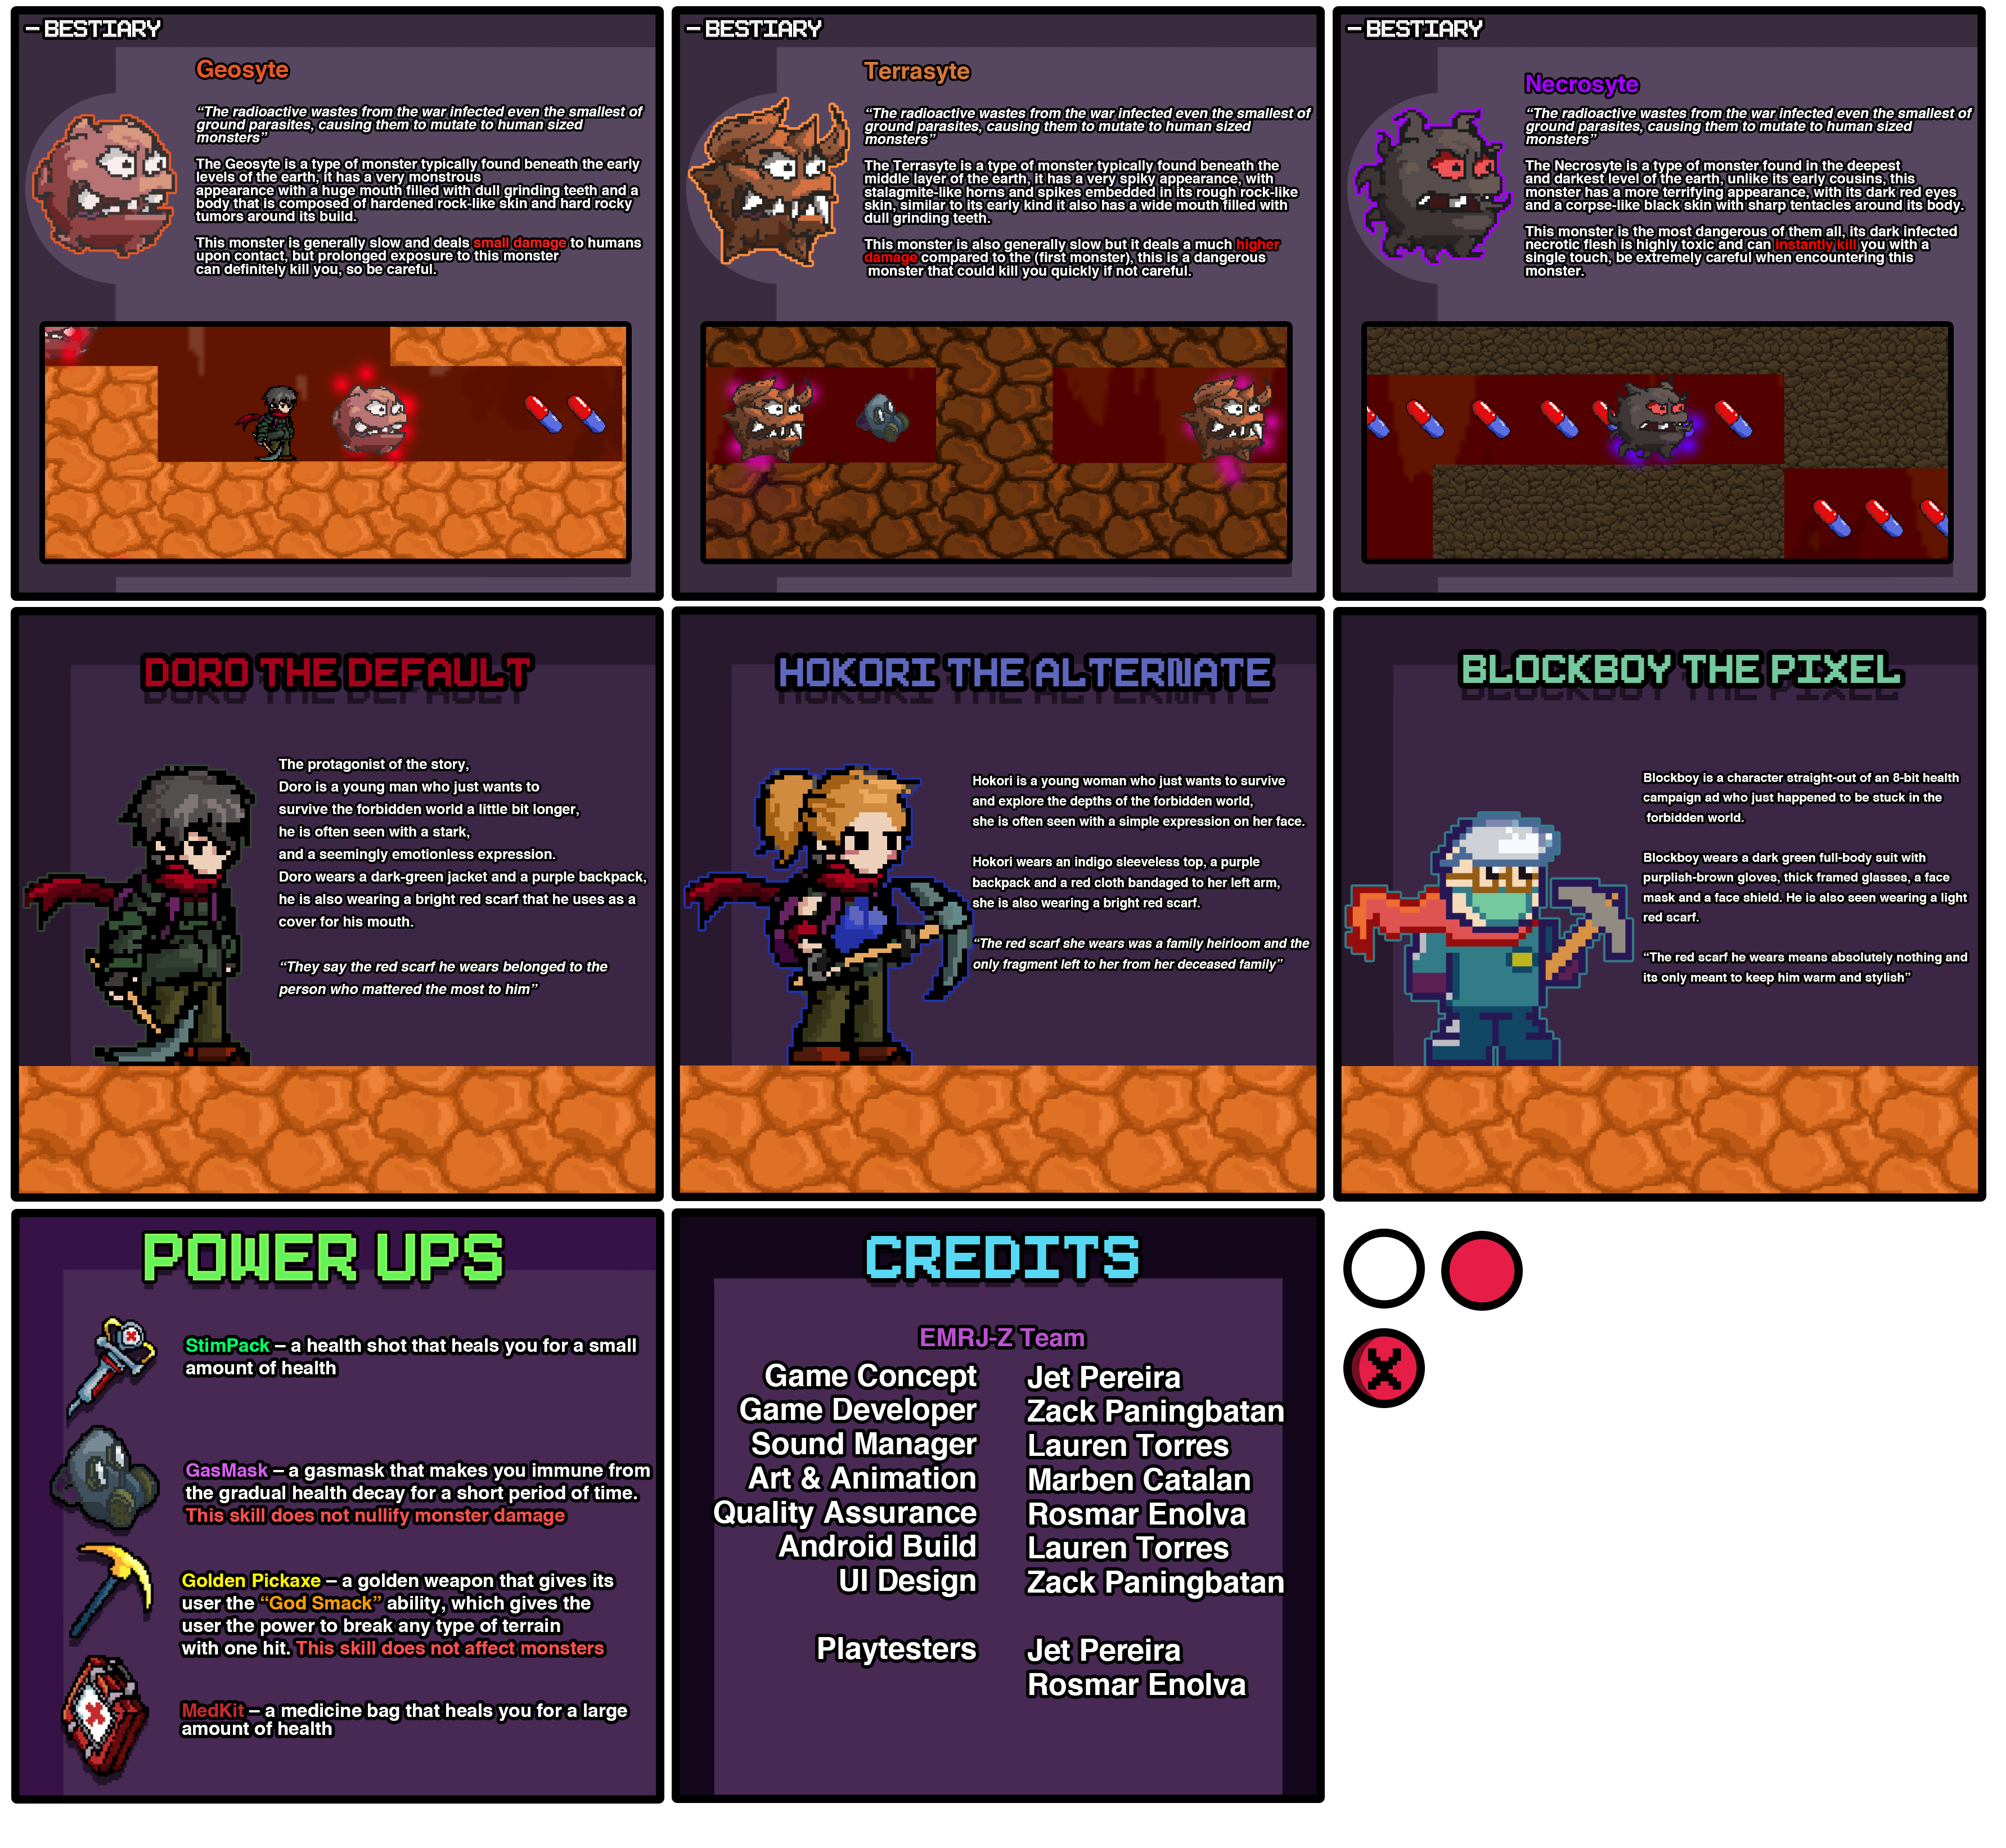 – BESTIARY
Geosyte
“The radioactive wastes from the war infected even the smallest of
ground parasites, causing them to mutate to human sized
monsters”
The Geosyte is a type of monster typically found beneath the early
levels of the earth, it has a very monstrous
appearance with a huge mouth filled with dull grinding teeth and a
body that is composed of hardened rock-like skin and hard rocky
tumors around its build.
This monster is generally slow and deals small damage to humans
upon contact, but prolonged exposure to this monster
can definitely kill you, so be careful.
– BESTIARY
Terrasyte
“The radioactive wastes from the war infected even the smallest of
ground parasites, causing them to mutate to human sized
monsters”
The Terrasyte is a type of monster typically found beneath the
middle layer of the earth, it has a very spiky appearance, with
stalagmite-like horns and spikes embedded in its rough rock-like
skin, similar to its early kind it also has a wide mouth filled with
dull grinding teeth.
This monster is also generally slow but it deals a much higher
damage compared to the (first monster), this is a dangerous
monster that could kill you quickly if not careful.
– BESTIARY
Necrosyte
“The radioactive wastes from the war infected even the smallest of
ground parasites, causing them to mutate to human sized
monsters”
The Necrosyte is a type of monster found in the deepest
and darkest level of the earth, unlike its early cousins, this
monster has a more terrifying appearance, with its dark red eyes
and a corpse-like black skin with sharp tentacles around its body.
This monster is the most dangerous of them all, its dark infected
necrotic flesh is highly toxic and can instantly kill you with a
single touch, be extremely careful when encountering this
monster.
DORO THE DEFAULT
The protagonist of the story,
Doro is a young man who just wants to
survive the forbidden world a little bit longer,
he is often seen with a stark,
and a seemingly emotionless expression.
Doro wears a dark-green jacket and a purple backpack,
he is also wearing a bright red scarf that he uses as a
cover for his mouth.
“They say the red scarf he wears belonged to the
person who mattered the most to him”
HOKORI THE ALTERNATE
Hokori is a young woman who just wants to survive
and explore the depths of the forbidden world,
she is often seen with a simple expression on her face.
Hokori wears an indigo sleeveless top, a purple
backpack and a red cloth bandaged to her left arm,
she is also wearing a bright red scarf.
“The red scarf she wears was a family heirloom and the
only fragment left to her from her deceased family”
BLOCKBOY THE PIXEL
Blockboy is a character straight-out of an 8-bit health
campaign ad who just happened to be stuck in the
forbidden world.
Blockboy wears a dark green full-body suit with
purplish-brown gloves, thick framed glasses, a face
mask and a face shield. He is also seen wearing a light
red scarf.
“The red scarf he wears means absolutely nothing and
its only meant to keep him warm and stylish”
POWER UPS
StimPack – a health shot that heals you for a small
amount of health
GasMask – a gasmask that makes you immune from
the gradual health decay for a short period of time.
This skill does not nullify monster damage
Golden Pickaxe – a golden weapon that gives its
user the “God Smack” ability, which gives the
user the power to break any type of terrain
with one hit. This skill does not affect monsters
MedKit – a medicine bag that heals you for a large
amount of health
CREDITS
EMRJ-Z Team
Game Concept Jet Pereira
Game Developer Zack Paningbatan
Sound Manager Lauren Torres
Art & Animation Marben Catalan
Quality Assurance Rosmar Enolva
Android Build Lauren Torres
UI Design Zack Paningbatan
Playtesters Jet Pereira
Rosmar Enolva
X